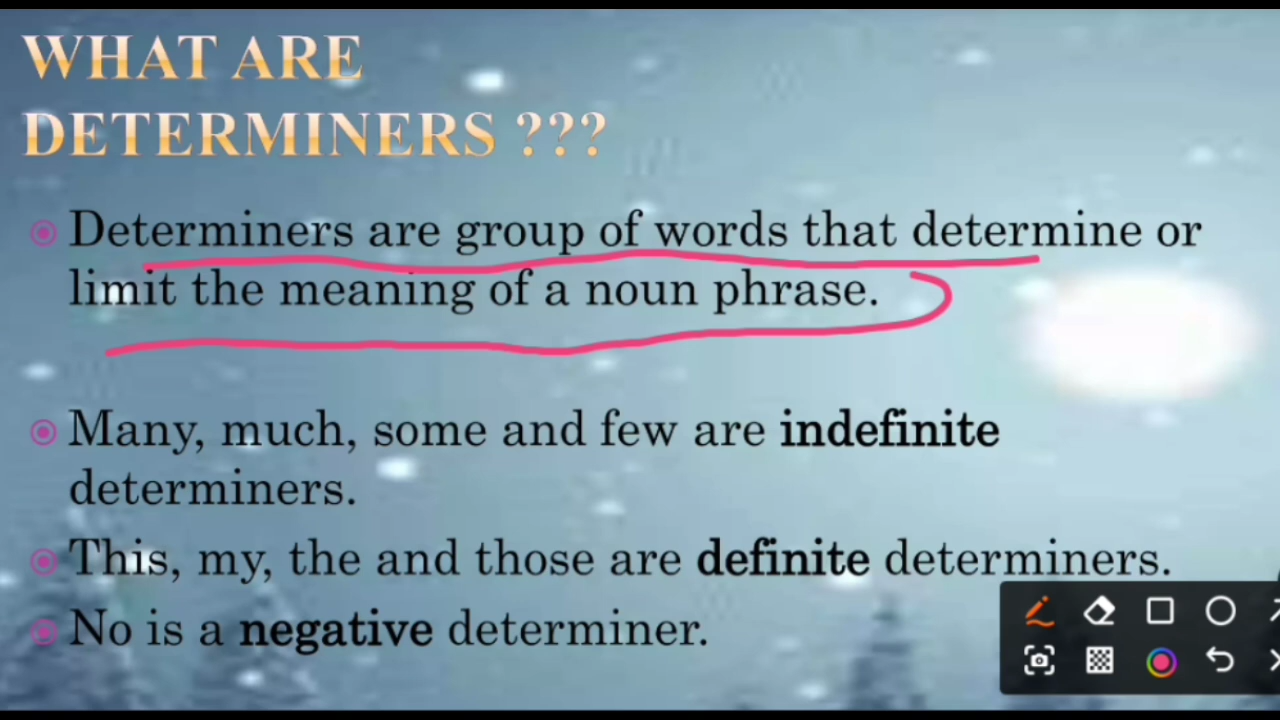 WHAT ARE
DETERMINERS ???
Determiners are group of words that determine or
limit the meaning of a noun phrase.
Many, much, some and few are indefinite
determiners.
This, my, the and those are definite determiners.
No is a negative determiner.